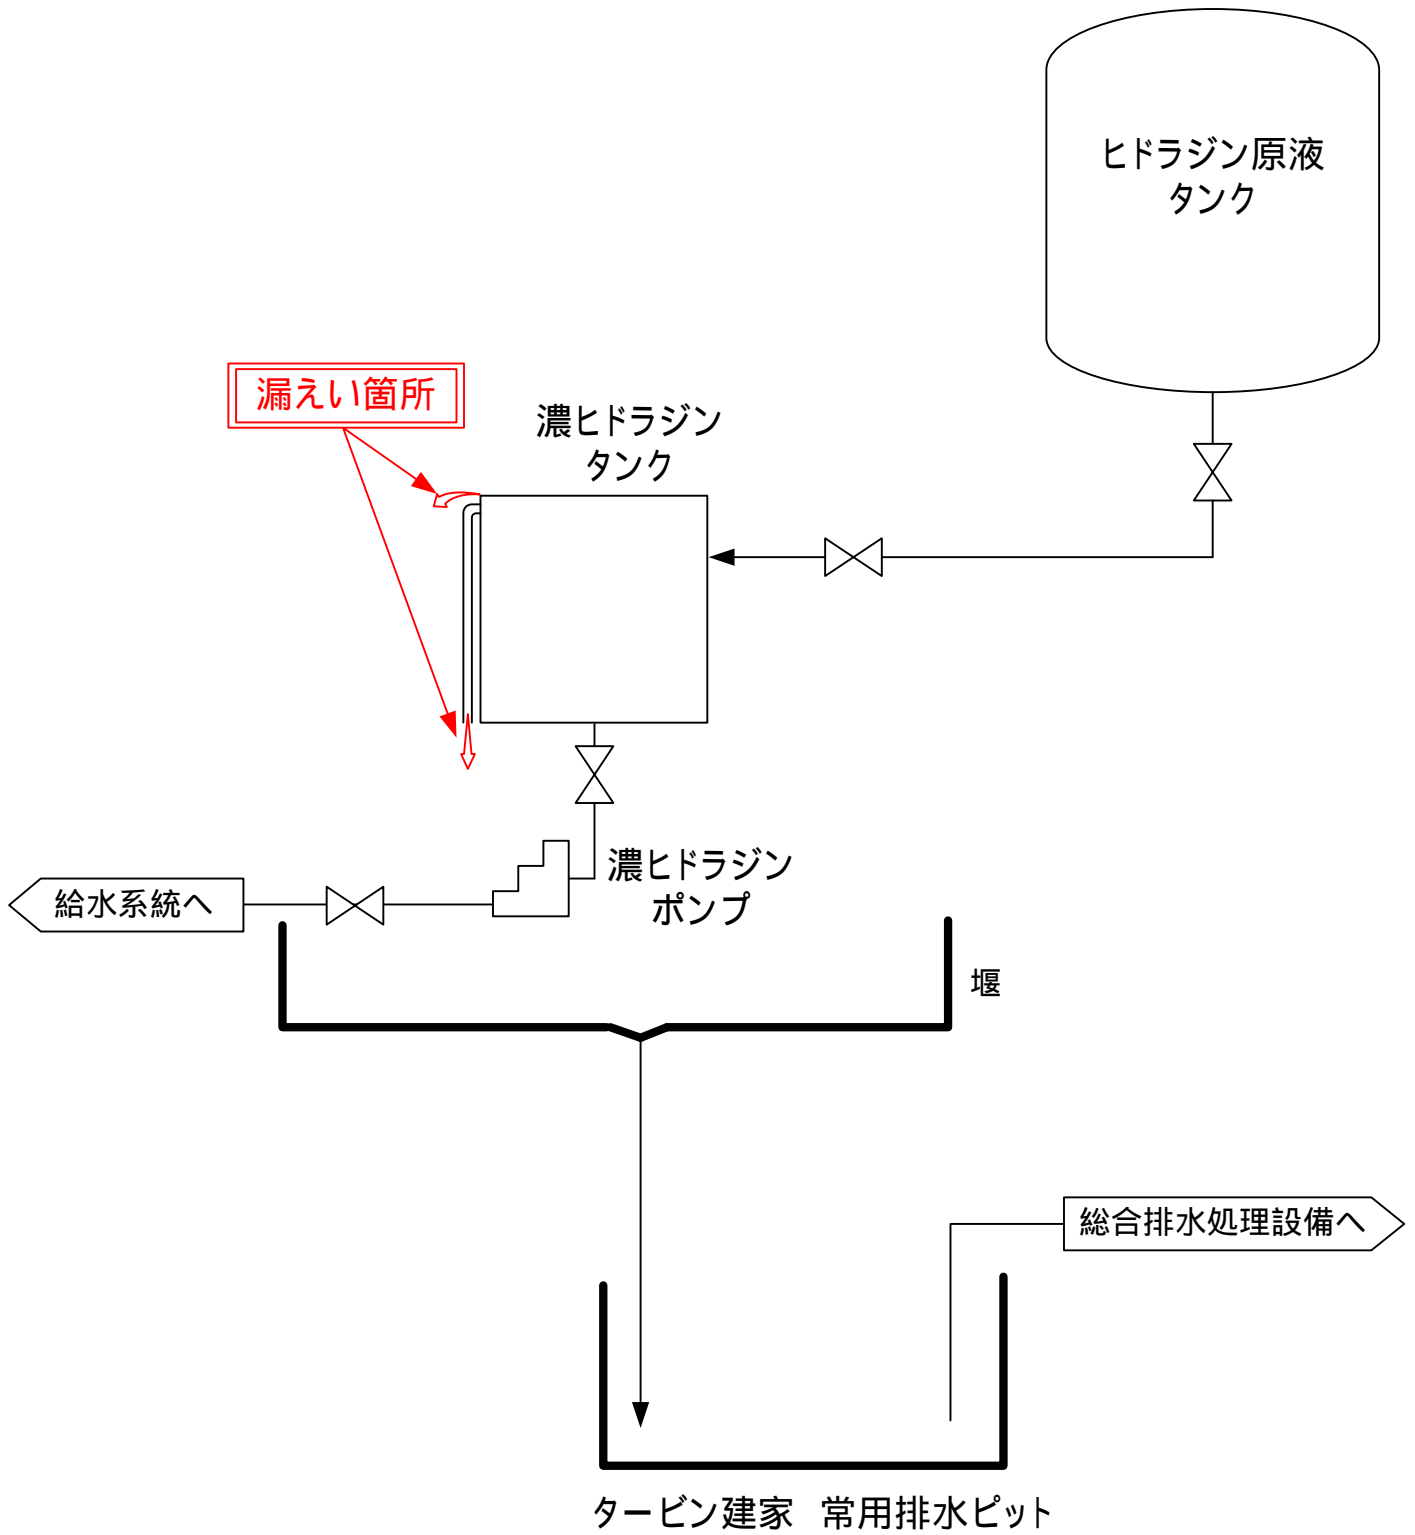 ヒドラジン原液
タンク
漏えい箇所
濃ヒドラジン
タンク
濃ヒドラジン
ポンプ
給水系統へ
堰
総合排水処理設備へ
タービン建家　常用排水ピット